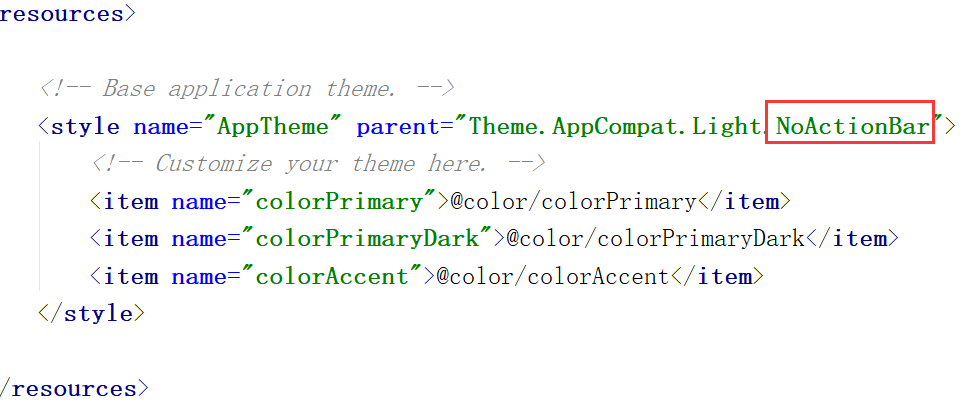 resources>
<!-- Base application theme. -->
<style name="AppTheme" parent="Theme.AppCompat.Light.NoActionBar">
<!-- Customize your theme here. -->
<item name="colorPrimary">@color/colorPrimary</item>
<item name="colorPrimaryDark">@color/colorPrimaryDark</item>
<item name="colorAccent">@color/colorAccent</item>
</style>
/resources>